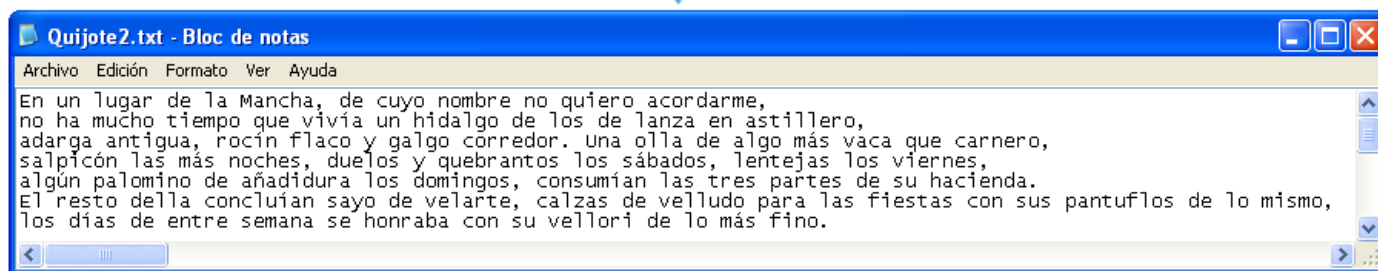 Quijote2.txt - Bloc de notas
Archivo Edición Formato Ver Ayuda
En un lugar de la Mancha, de cuyo nombre no quiero acordarme,
no ha mucho tiempo que vivía un hidalgo de los de lanza en astillero,
adarga antigua, rocín flaco y galgo corredor. Una olla de algo más vaca que carnero,
salpicón las más noches, duelos y quebrantos los sábados, lentejas los viernes,
algún palomino de añadidura los domingos, consumían las tres partes de su hacienda.
El resto della concluían sayo de velarte, calzas de velludo para las fiestas con sus pantuflos de lo mismo,
los días de entre semana se honraba con su vellori de lo más fino.